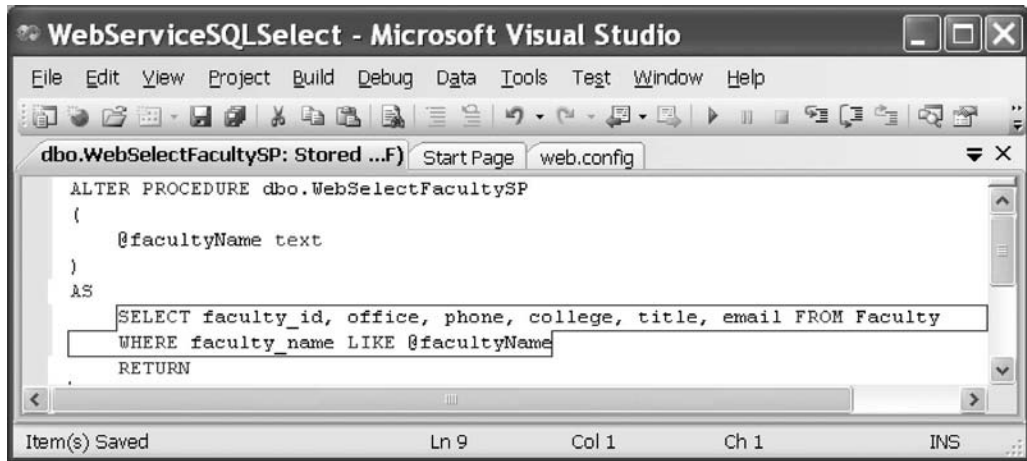 WebServiceSQLSelect - Microsoft Visual Studio
File Edit View Project Build Debug Data Tools Test Window Help
dbo.WebSelectFacultySP: Stored ...F) Start Page web.config
ALTER PROCEDURE dbo.WebSelectFacultySP
(
@facultyName text
)
AS
SELECT faculty_id, office, phone, college, title, email FROM Faculty
WHERE faculty_name LIKE @facultyName
RETURN
Item(s) Saved Ln 9 Col 1 Ch 1 INS